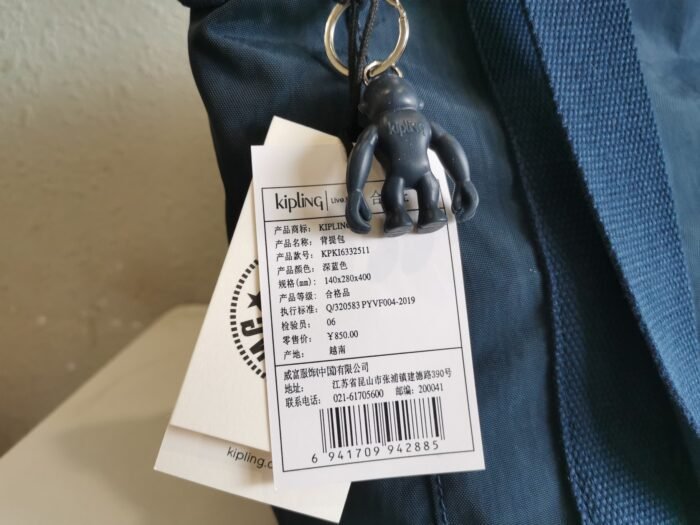 kipling
kipling | Live.
合
产品商标: KIPLING
产品名称: 背提包
产品款号: KPKI6332511
产品颜色: 深蓝色
规格(mm): 140x280x400
产品等级: 合格品
执行标准: Q/320583 PYVF004-2019
检验员: 06
零售价: ￥850.00
产地: 越南
威富服饰(中国)有限公司
地址: 江苏省昆山市张浦镇建德路390号
联系电话: 021-61705600 邮编: 200041
6 941709 942885
kipling.